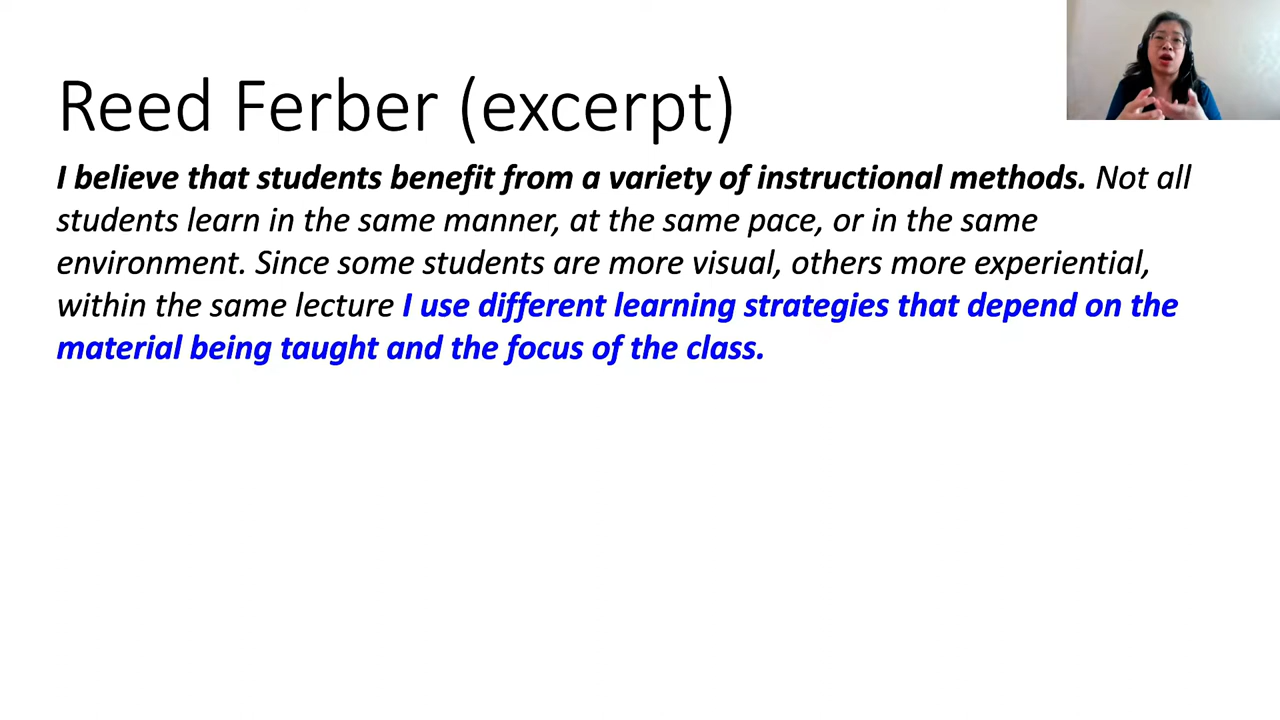 Reed Ferber (excerpt)
I believe that students benefit from a variety of instructional methods. Not all
students learn in the same manner, at the same pace, or in the same
environment. Since some students are more visual, others more experiential,
within the same lecture I use different learning strategies that depend on the
material being taught and the focus of the class.